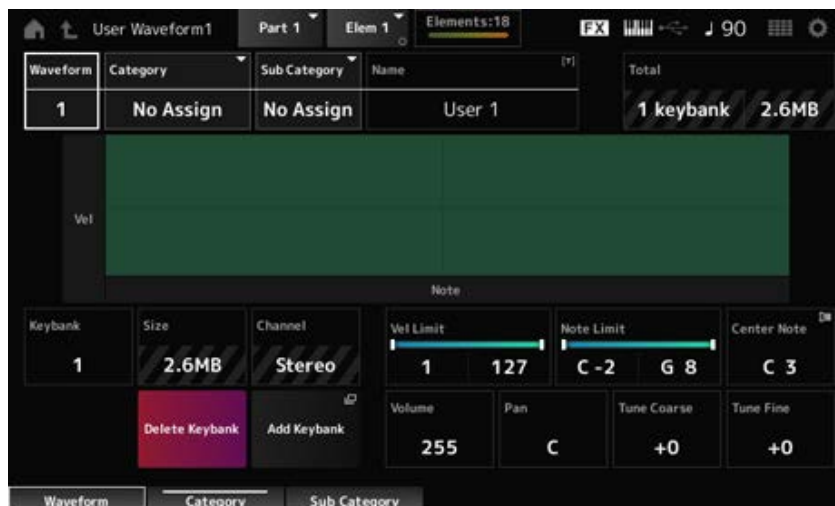 User Waveform1
Part 1
Elem 1
Elements:18
FX
♩ 90
Waveform
Category
Sub Category
Name
[T]
Total
1
No Assign
No Assign
User 1
1 keybank 2.6MB
Vel
Note
Keybank
Size
Channel
Vel Limit
Note Limit
Center Note
1
2.6MB
Stereo
1 127
C -2 G 8
C 3
Delete Keybank
Add Keybank
Volume
Pan
Tune Coarse
Tune Fine
255
C
+0
+0
Waveform
Category
Sub Category